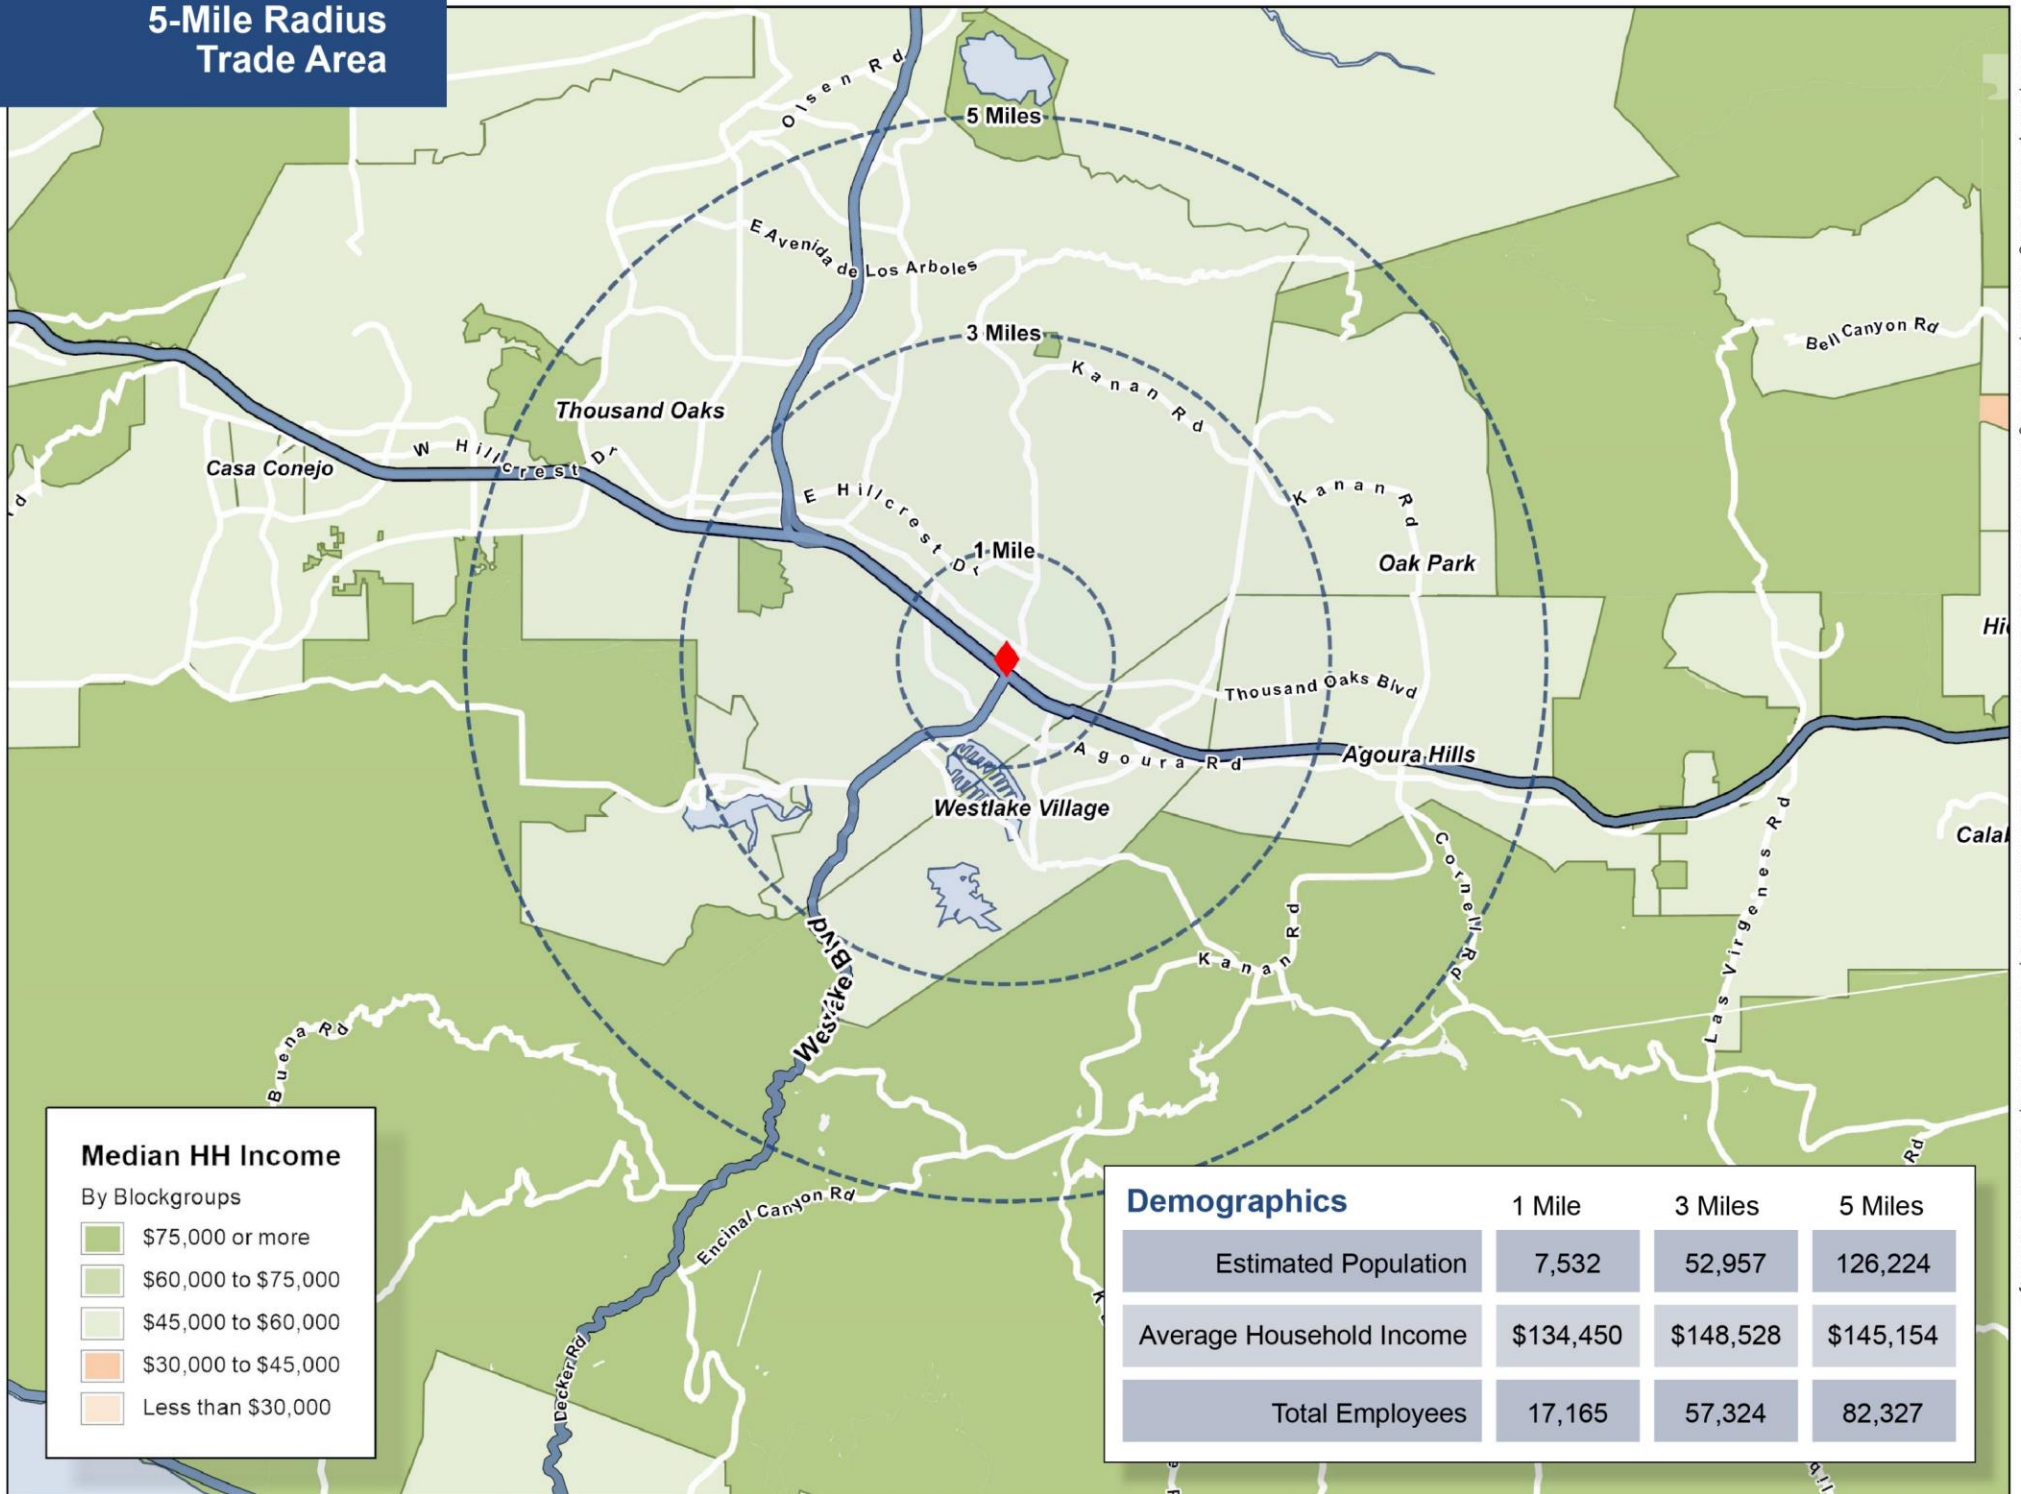 5-Mile Radius
Trade Area
Olsen Rd
5 Miles
E Avenida de Los Arboles
3 Miles
Kanan Rd
Bell Canyon Rd
Thousand Oaks
W Hillcrest Dr
Casa Conejo
E Hillcrest Dr
Kanan Rd
1 Mile
Oak Park
Thousand Oaks Blvd
Agoura Rd
Agoura Hills
Westlake Village
Cornell Rd
Las Virgenes Rd
Westlake Blvd
Kanan Rd
Buena Rd
Encinal Canyon Rd
Decker Rd
Rd
Median HH Income
By Blockgroups
$75,000 or more
$60,000 to $75,000
$45,000 to $60,000
$30,000 to $45,000
Less than $30,000
Demographics 1 Mile 3 Miles 5 Miles
Estimated Population 7,532 52,957 126,224
Average Household Income $134,450 $148,528 $145,154
Total Employees 17,165 57,324 82,327